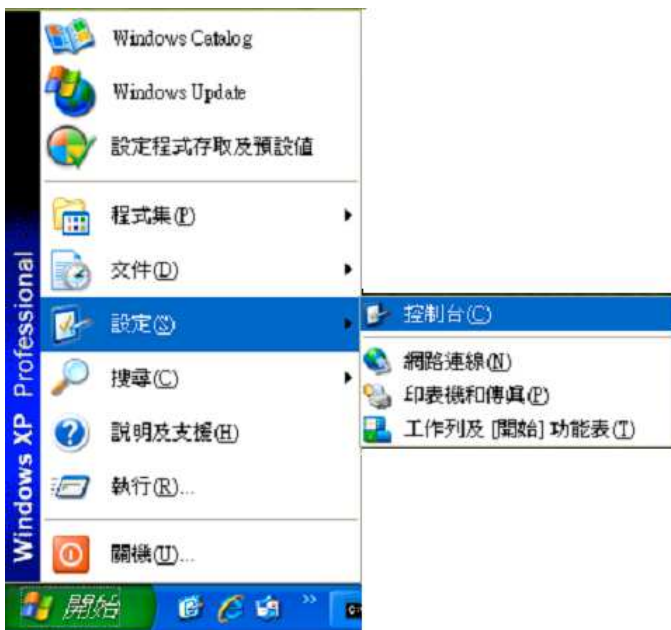 Windows Catalog
Windows Update
設定程式存取及預設值
程式集(P)
文件(D)
設定(S)
搜尋(C)
說明及支援(H)
執行(R)...
關機(U)...
控制台(C)
網路連線(N)
印表機和傳真(P)
工作列及 [開始] 功能表(T)
Windows XP Professional
開始